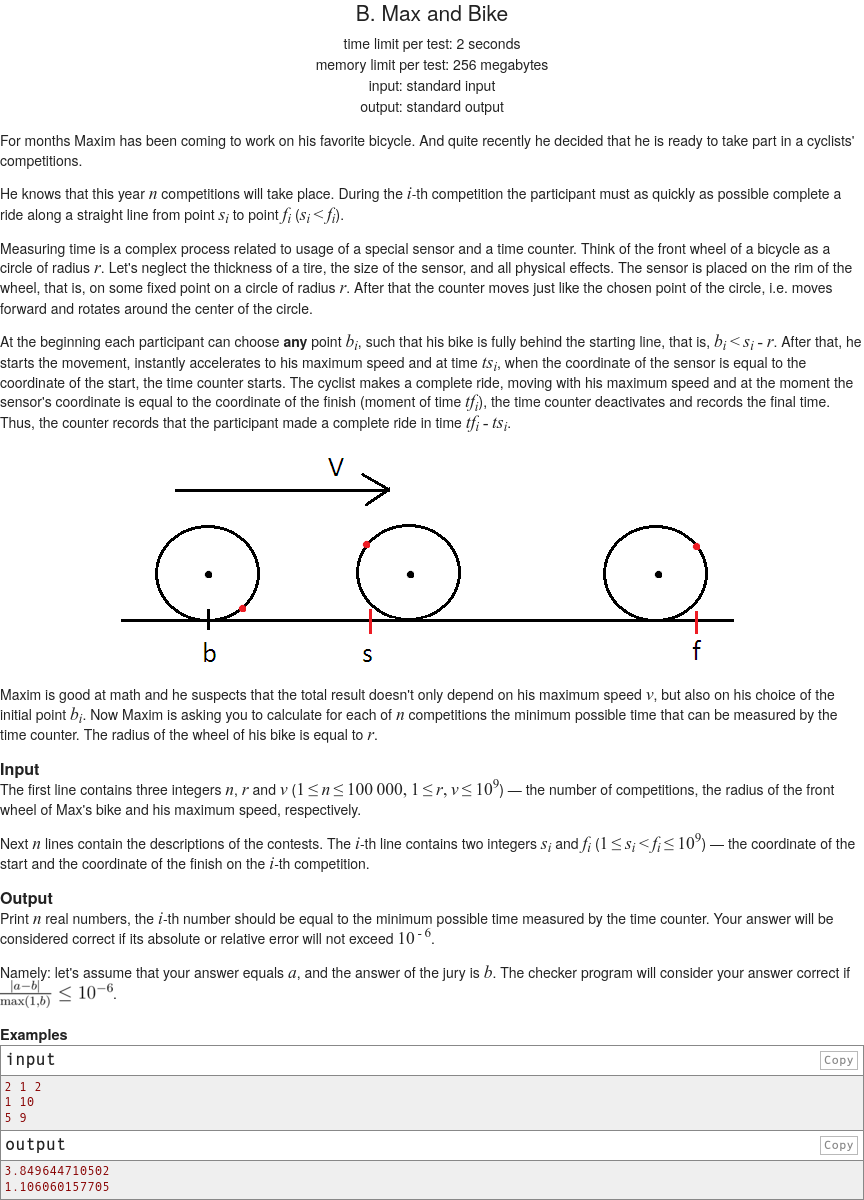 B. Max and Bike
time limit per test: 2 seconds
memory limit per test: 256 megabytes
input: standard input
output: standard output
For months Maxim has been coming to work on his favorite bicycle. And quite recently he decided that he is ready to take part in a cyclists'
competitions.
He knows that this year n competitions will take place. During the i-th competition the participant must as quickly as possible complete a
ride along a straight line from point s_i to point f_i (s_i < f_i).
Measuring time is a complex process related to usage of a special sensor and a time counter. Think of the front wheel of a bicycle as a
circle of radius r. Let's neglect the thickness of a tire, the size of the sensor, and all physical effects. The sensor is placed on the rim of the
wheel, that is, on some fixed point on a circle of radius r. After that the counter moves just like the chosen point of the circle, i.e. moves
forward and rotates around the center of the circle.
At the beginning each participant can choose any point b_i, such that his bike is fully behind the starting line, that is, b_i < s_i - r. After that, he
starts the movement, instantly accelerates to his maximum speed and at time ts_i, when the coordinate of the sensor is equal to the
coordinate of the start, the time counter starts. The cyclist makes a complete ride, moving with his maximum speed and at the moment the
sensor's coordinate is equal to the coordinate of the finish (moment of time tf_i), the time counter deactivates and records the final time.
Thus, the counter records that the participant made a complete ride in time tf_i - ts_i.
V
b s f
Maxim is good at math and he suspects that the total result doesn't only depend on his maximum speed v, but also on his choice of the
initial point b_i. Now Maxim is asking you to calculate for each of n competitions the minimum possible time that can be measured by the
time counter. The radius of the wheel of his bike is equal to r.
Input
The first line contains three integers n, r and v (1 ≤ n ≤ 100 000, 1 ≤ r, v ≤ 10^9) — the number of competitions, the radius of the front
wheel of Max's bike and his maximum speed, respectively.
Next n lines contain the descriptions of the contests. The i-th line contains two integers s_i and f_i (1 ≤ s_i < f_i ≤ 10^9) — the coordinate of the
start and the coordinate of the finish on the i-th competition.
Output
Print n real numbers, the i-th number should be equal to the minimum possible time measured by the time counter. Your answer will be
considered correct if its absolute or relative error will not exceed 10^-6.
Namely: let's assume that your answer equals a, and the answer of the jury is b. The checker program will consider your answer correct if
|a−b| / max(1,b) ≤ 10^−6.
Examples
input Copy
2 1 2
1 10
5 9
output Copy
3.849644710502
1.106060157705